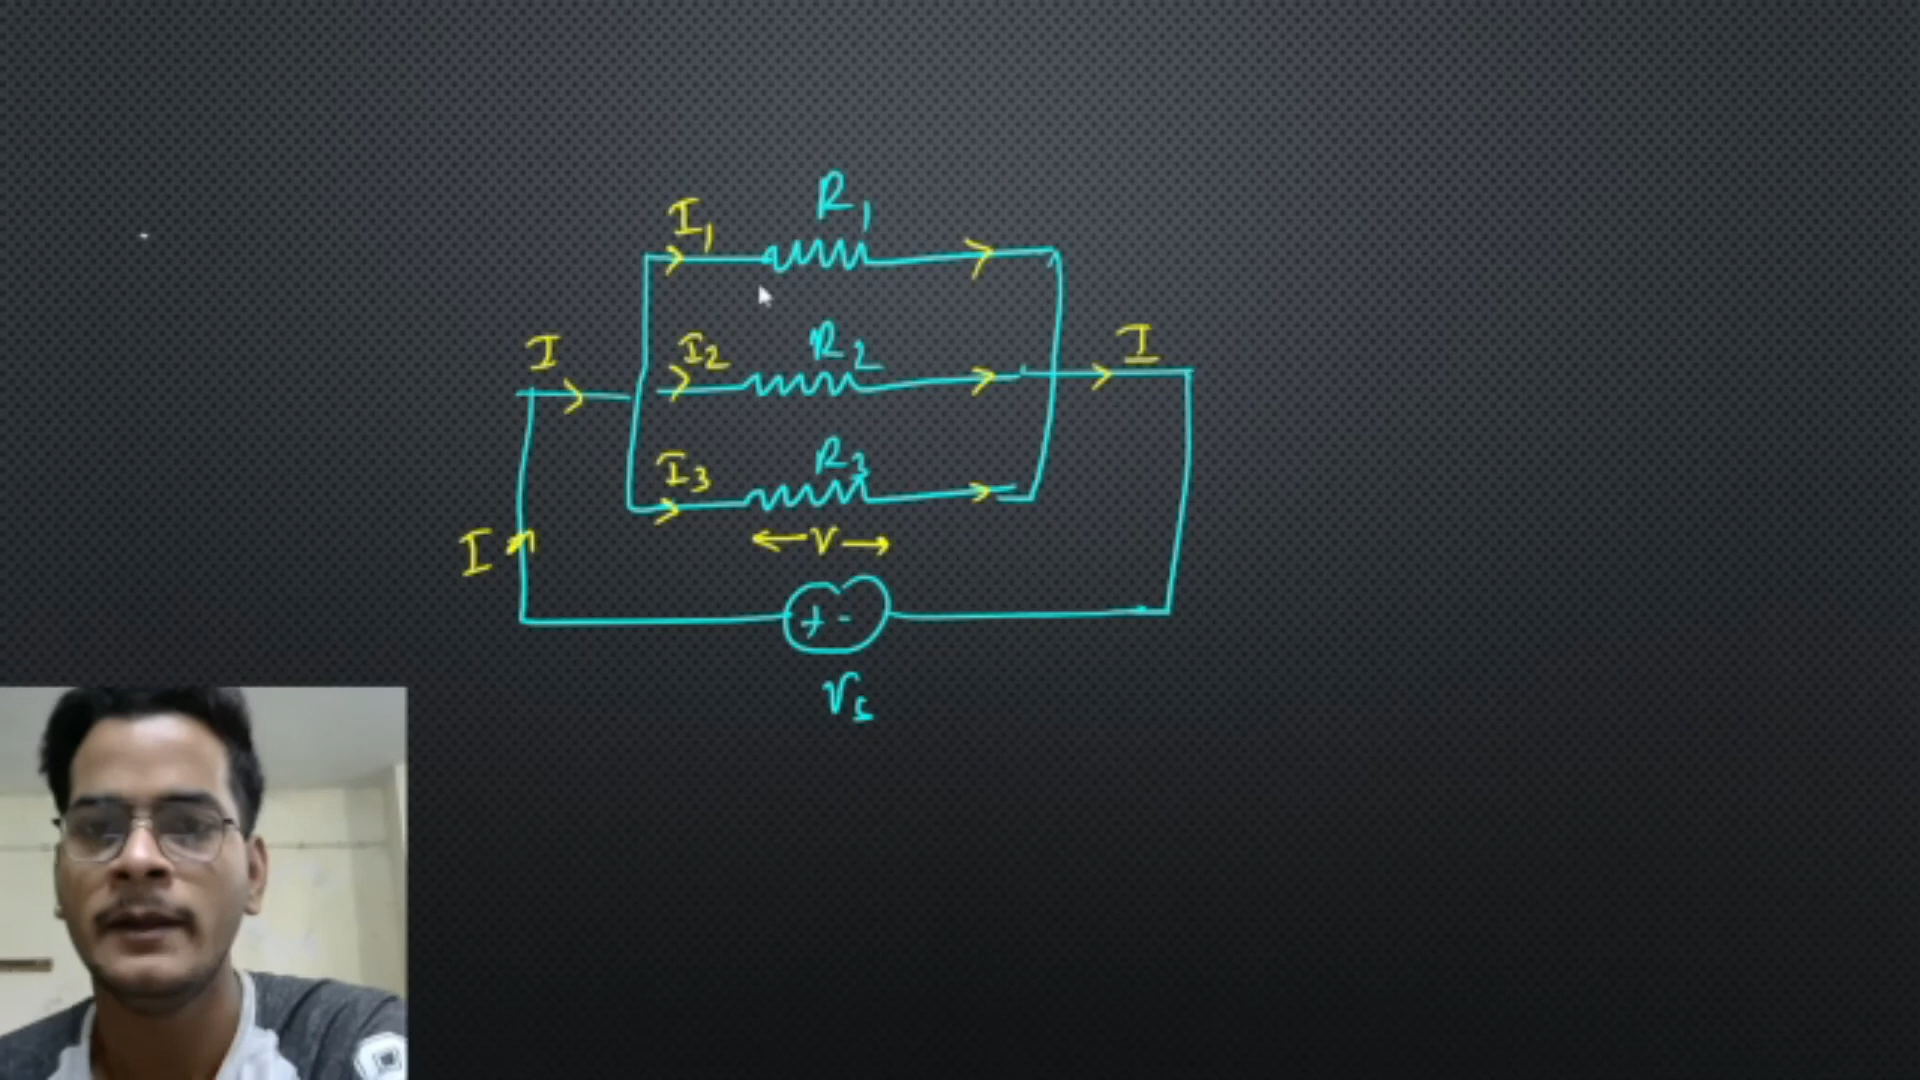 R₁
I₁
R₂
I₂
I
I
R₃
I₃
I
← V →
+ -
Vs